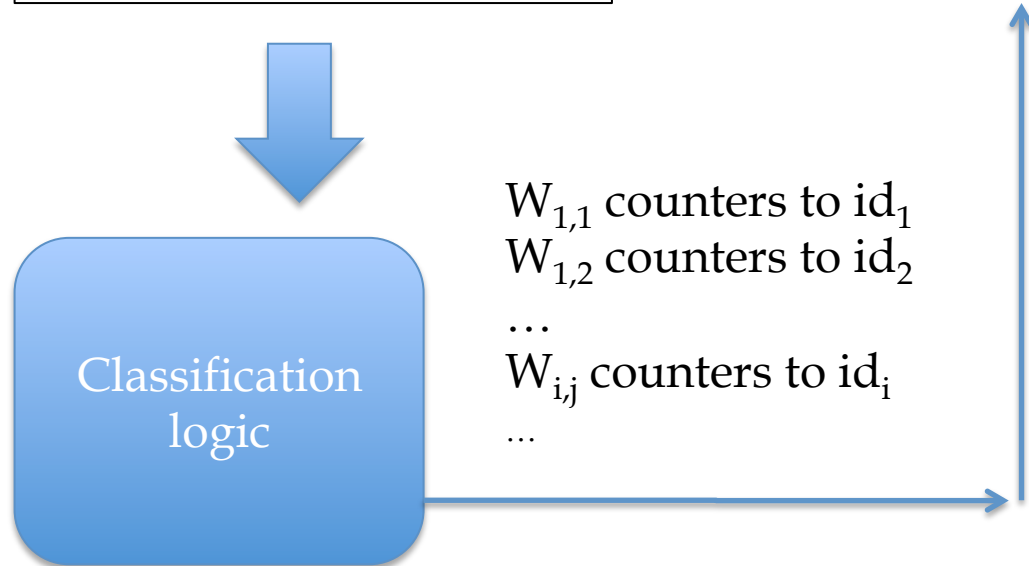 W₁,₁ counters to id₁
W₁,₂ counters to id₂
…
Wᵢ,ⱼ counters to idᵢ
…
Classification
logic